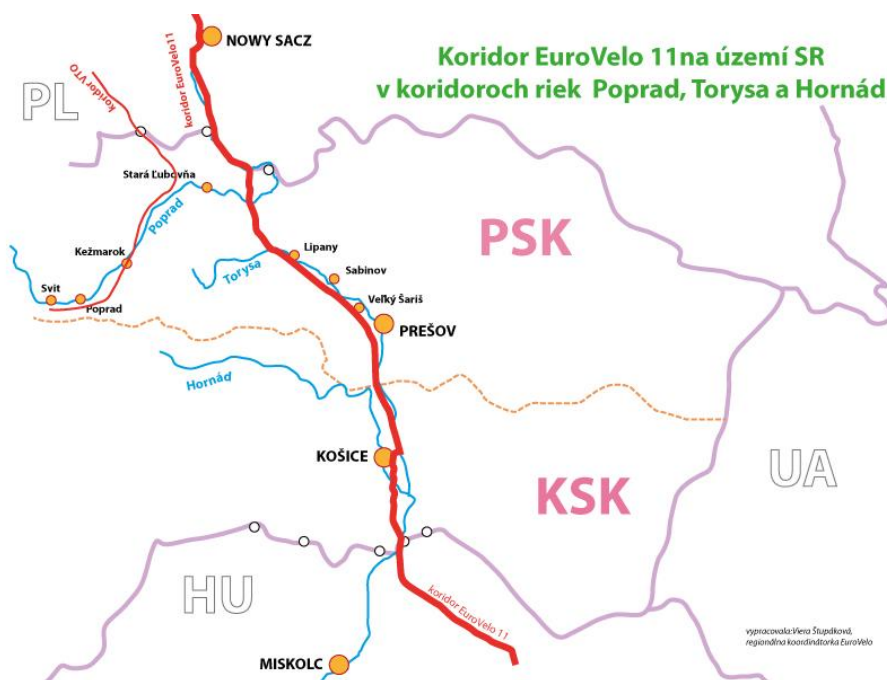 NOWY SACZ
Koridor EuroVelo 11na území SR
v koridoroch riek Poprad, Torysa a Hornád
koridor EuroVelo 11
koridor VTO
PL
Stará Ľubovňa
Poprad
PSK
Kežmarok
Lipany
Torysa
Sabinov
Svit
Poprad
Veľký Šariš
PREŠOV
Hornád
KOŠICE
UA
KSK
HU
koridor EuroVelo 11
vypracovala:Viera Štupáková,
regionálna koordinátorka EuroVelo
MISKOLC